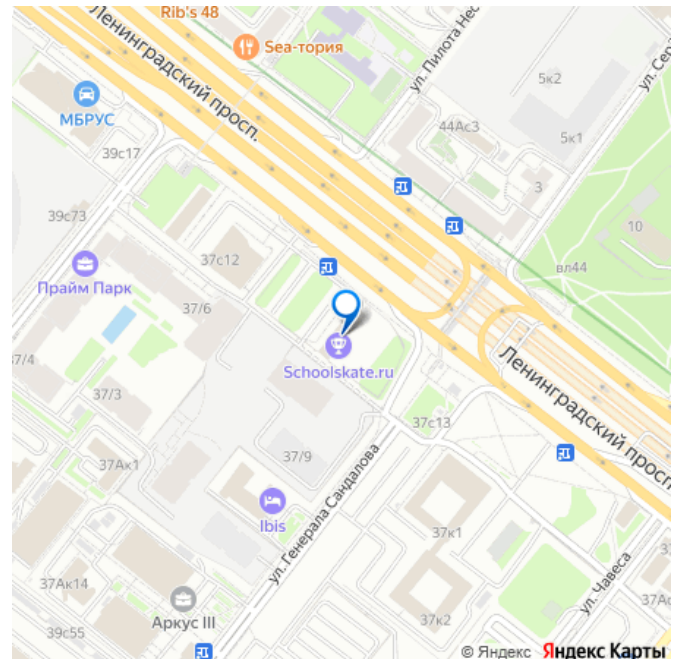 Rib's 48
Sea-тория
Ленинградский просп.
МБРУС
ул. Пилота Нес
ул. Сер
5к2
44Ас3
5к1
39с17
3
39с73
10
37с12
вл44
Прайм Парк
37/6
Schoolskate.ru
37/4
37/3
Ленинградский просп.
37с13
37Ак1
37/9
Ibis
ул. Генерала Сандалова
37к1
ул. Чавеса
37Ак14
37Ас
Аркус III
37к2
39с55
© Яндекс Яндекс Карты